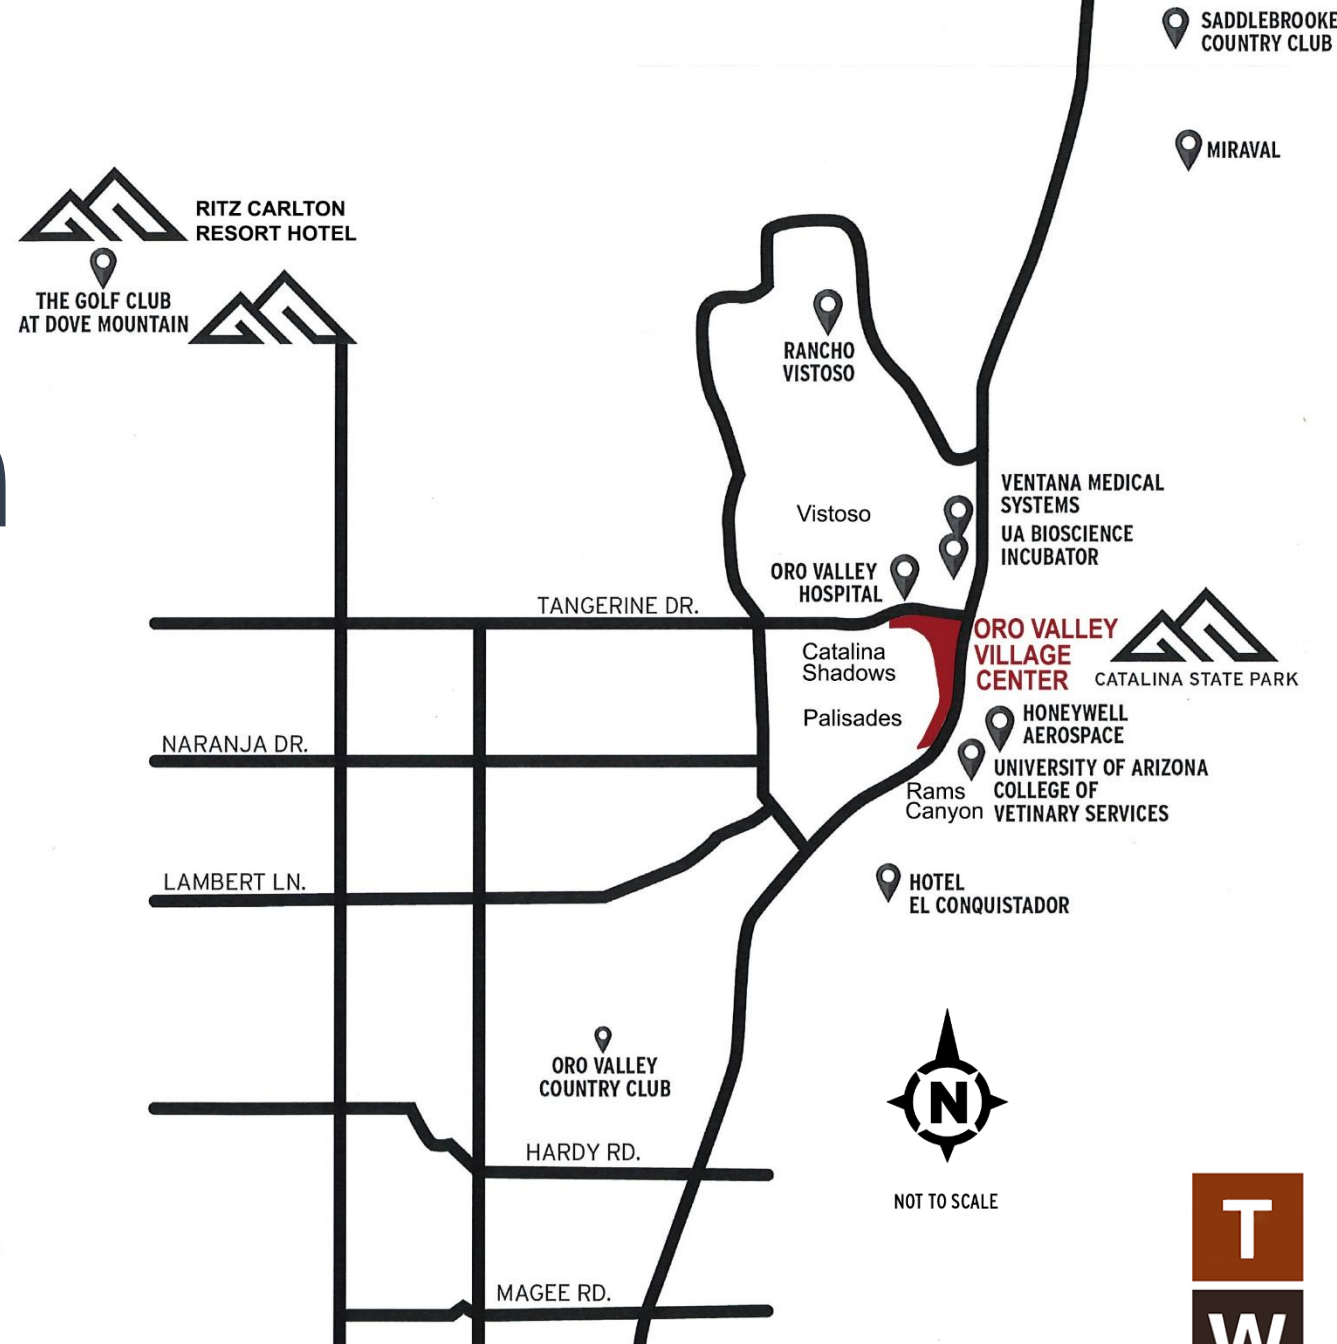 SADDLEBROOKE
COUNTRY CLUB
MIRAVAL
RITZ CARLTON
RESORT HOTEL
THE GOLF CLUB
AT DOVE MOUNTAIN
RANCHO
VISTOSO
VENTANA MEDICAL
SYSTEMS
Vistoso
UA BIOSCIENCE
INCUBATOR
ORO VALLEY
HOSPITAL
TANGERINE DR.
ORO VALLEY
VILLAGE
CENTER
Catalina
Shadows
CATALINA STATE PARK
Palisades
HONEYWELL
AEROSPACE
NARANJA DR.
UNIVERSITY OF ARIZONA
COLLEGE OF
VETINARY SERVICES
Rams
Canyon
LAMBERT LN.
HOTEL
EL CONQUISTADOR
ORO VALLEY
COUNTRY CLUB
N
HARDY RD.
NOT TO SCALE
T
W
MAGEE RD.